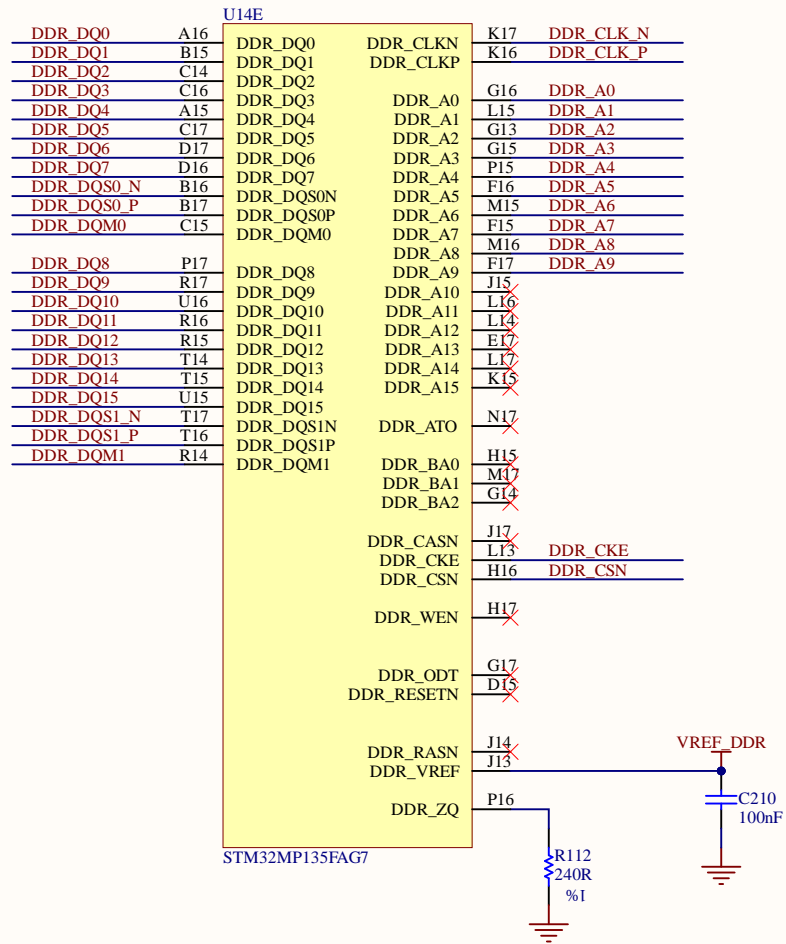 U14E
DDR_DQ0 A16 DDR_DQ0 DDR_CLKN K17 DDR_CLK_N
DDR_DQ1 B15 DDR_DQ1 DDR_CLKP K16 DDR_CLK_P
DDR_DQ2 C14 DDR_DQ2
DDR_DQ3 C16 DDR_DQ3 DDR_A0 G16 DDR_A0
DDR_DQ4 A15 DDR_DQ4 DDR_A1 L15 DDR_A1
DDR_DQ5 C17 DDR_DQ5 DDR_A2 G13 DDR_A2
DDR_DQ6 D17 DDR_DQ6 DDR_A3 G15 DDR_A3
DDR_DQ7 D16 DDR_DQ7 DDR_A4 P15 DDR_A4
DDR_DQS0_N B16 DDR_DQS0N DDR_A5 F16 DDR_A5
DDR_DQS0_P B17 DDR_DQS0P DDR_A6 M15 DDR_A6
DDR_DQM0 C15 DDR_DQM0 DDR_A7 F15 DDR_A7
DDR_A8 M16 DDR_A8
DDR_DQ8 P17 DDR_DQ8 DDR_A9 F17 DDR_A9
DDR_DQ9 R17 DDR_DQ9 DDR_A10 J15
DDR_DQ10 U16 DDR_DQ10 DDR_A11 L16
DDR_DQ11 R16 DDR_DQ11 DDR_A12 L14
DDR_DQ12 R15 DDR_DQ12 DDR_A13 E17
DDR_DQ13 T14 DDR_DQ13 DDR_A14 L17
DDR_DQ14 T15 DDR_DQ14 DDR_A15 K15
DDR_DQ15 U15 DDR_DQ15
DDR_DQS1_N T17 DDR_DQS1N DDR_ATO N17
DDR_DQS1_P T16 DDR_DQS1P
DDR_DQM1 R14 DDR_DQM1 DDR_BA0 H15
DDR_BA1 M17
DDR_BA2 G14
DDR_CASN J17
DDR_CKE L13 DDR_CKE
DDR_CSN H16 DDR_CSN
DDR_WEN H17
DDR_ODT G17
DDR_RESETN D15
DDR_RASN J14 VREF_DDR
DDR_VREF J13
DDR_ZQ P16 C210
100nF
STM32MP135FAG7 R112
240R
%1